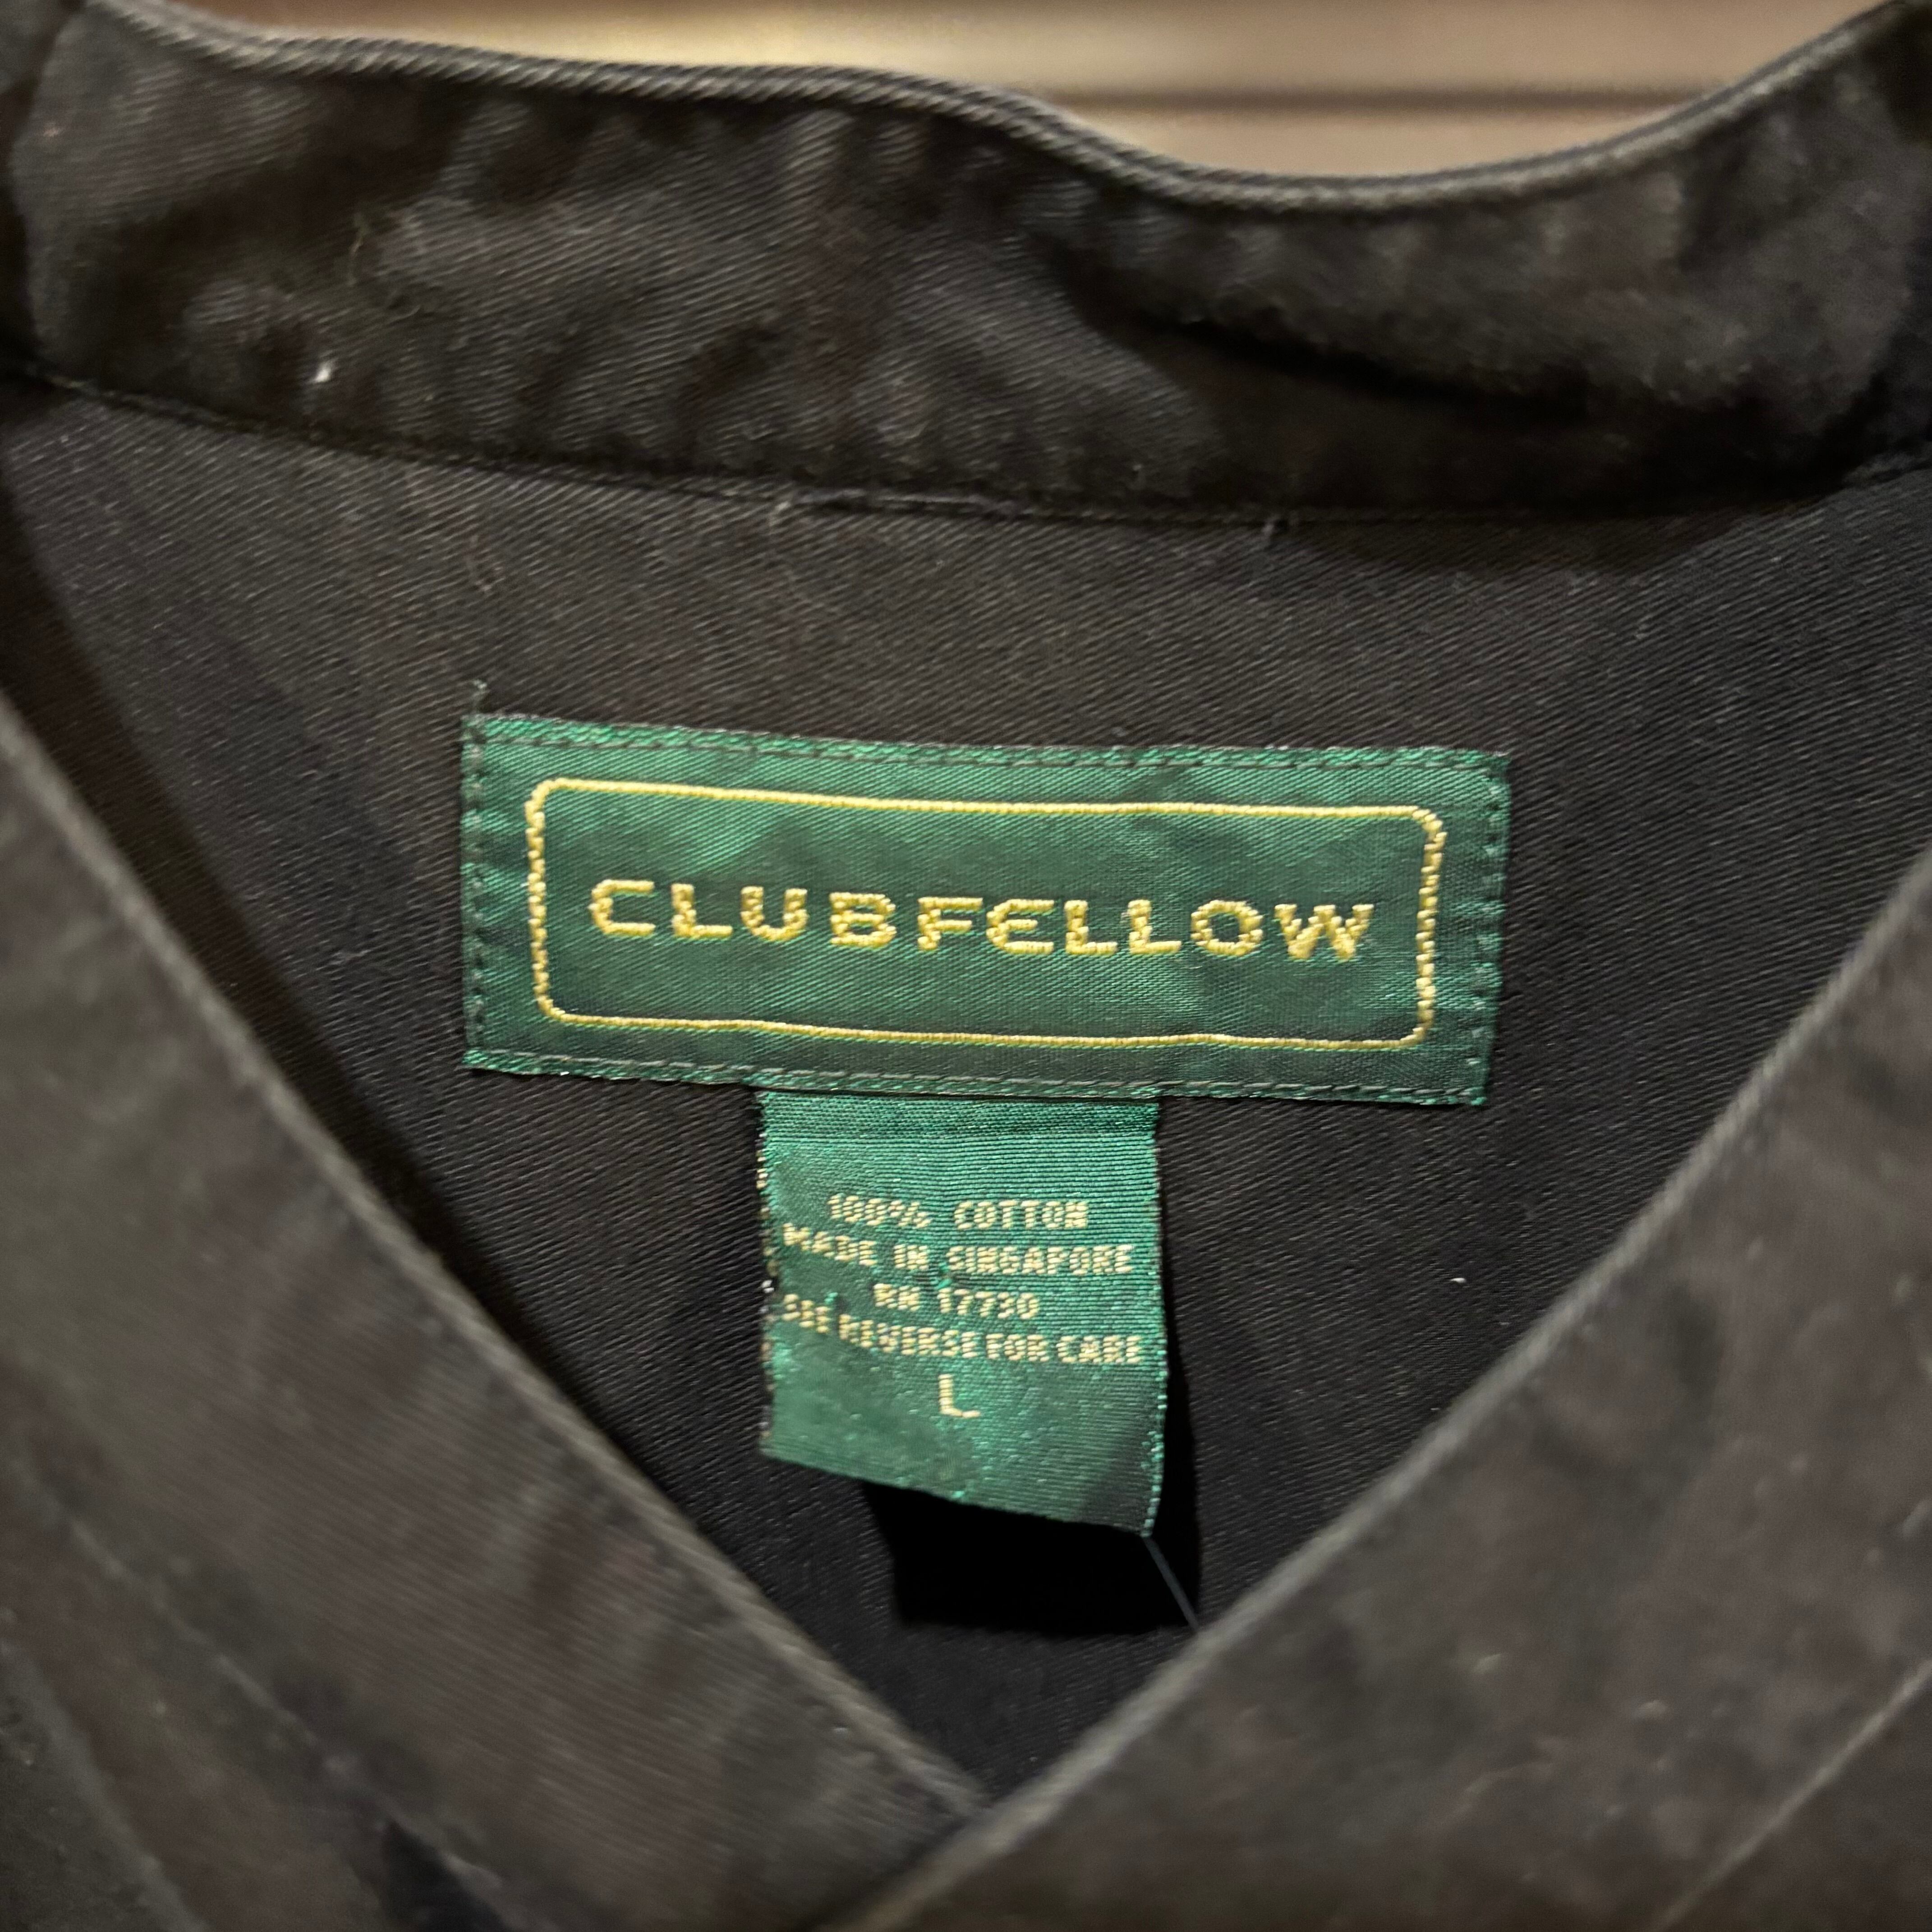 CLUBFELLOW
100% COTTON
MADE IN SINGAPORE
RN 17730
SEE REVERSE FOR CARE
L